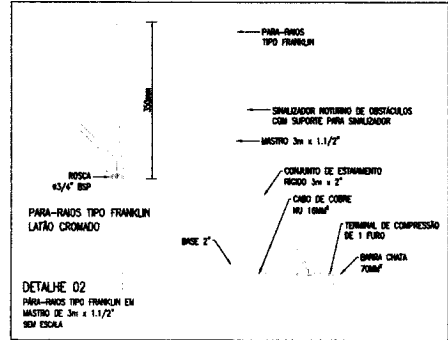 PARA-RAIOS
TIPO FRANKLIN
350mm
SINALIZADOR NOTURNO DE OBSTÁCULOS
COM SUPORTE PARA SINALIZADOR
MASTRO 3m x 1.1/2"
ROSCA
ø3/4" BSP
CONJUNTO DE ESTAIAMENTO
RÍGIDO 3m x 2"
CABO DE COBRE
NU 16MM²
PARA-RAIOS TIPO FRANKLIN
LATÃO CROMADO
TERMINAL DE COMPRESSÃO
DE 1 FURO
BASE 2"
BARRA CHATA
70MM²
DETALHE 02
PÁRA-RAIOS TIPO FRANKLIN EM
MASTRO DE 3m x 1.1/2"
SEM ESCALA